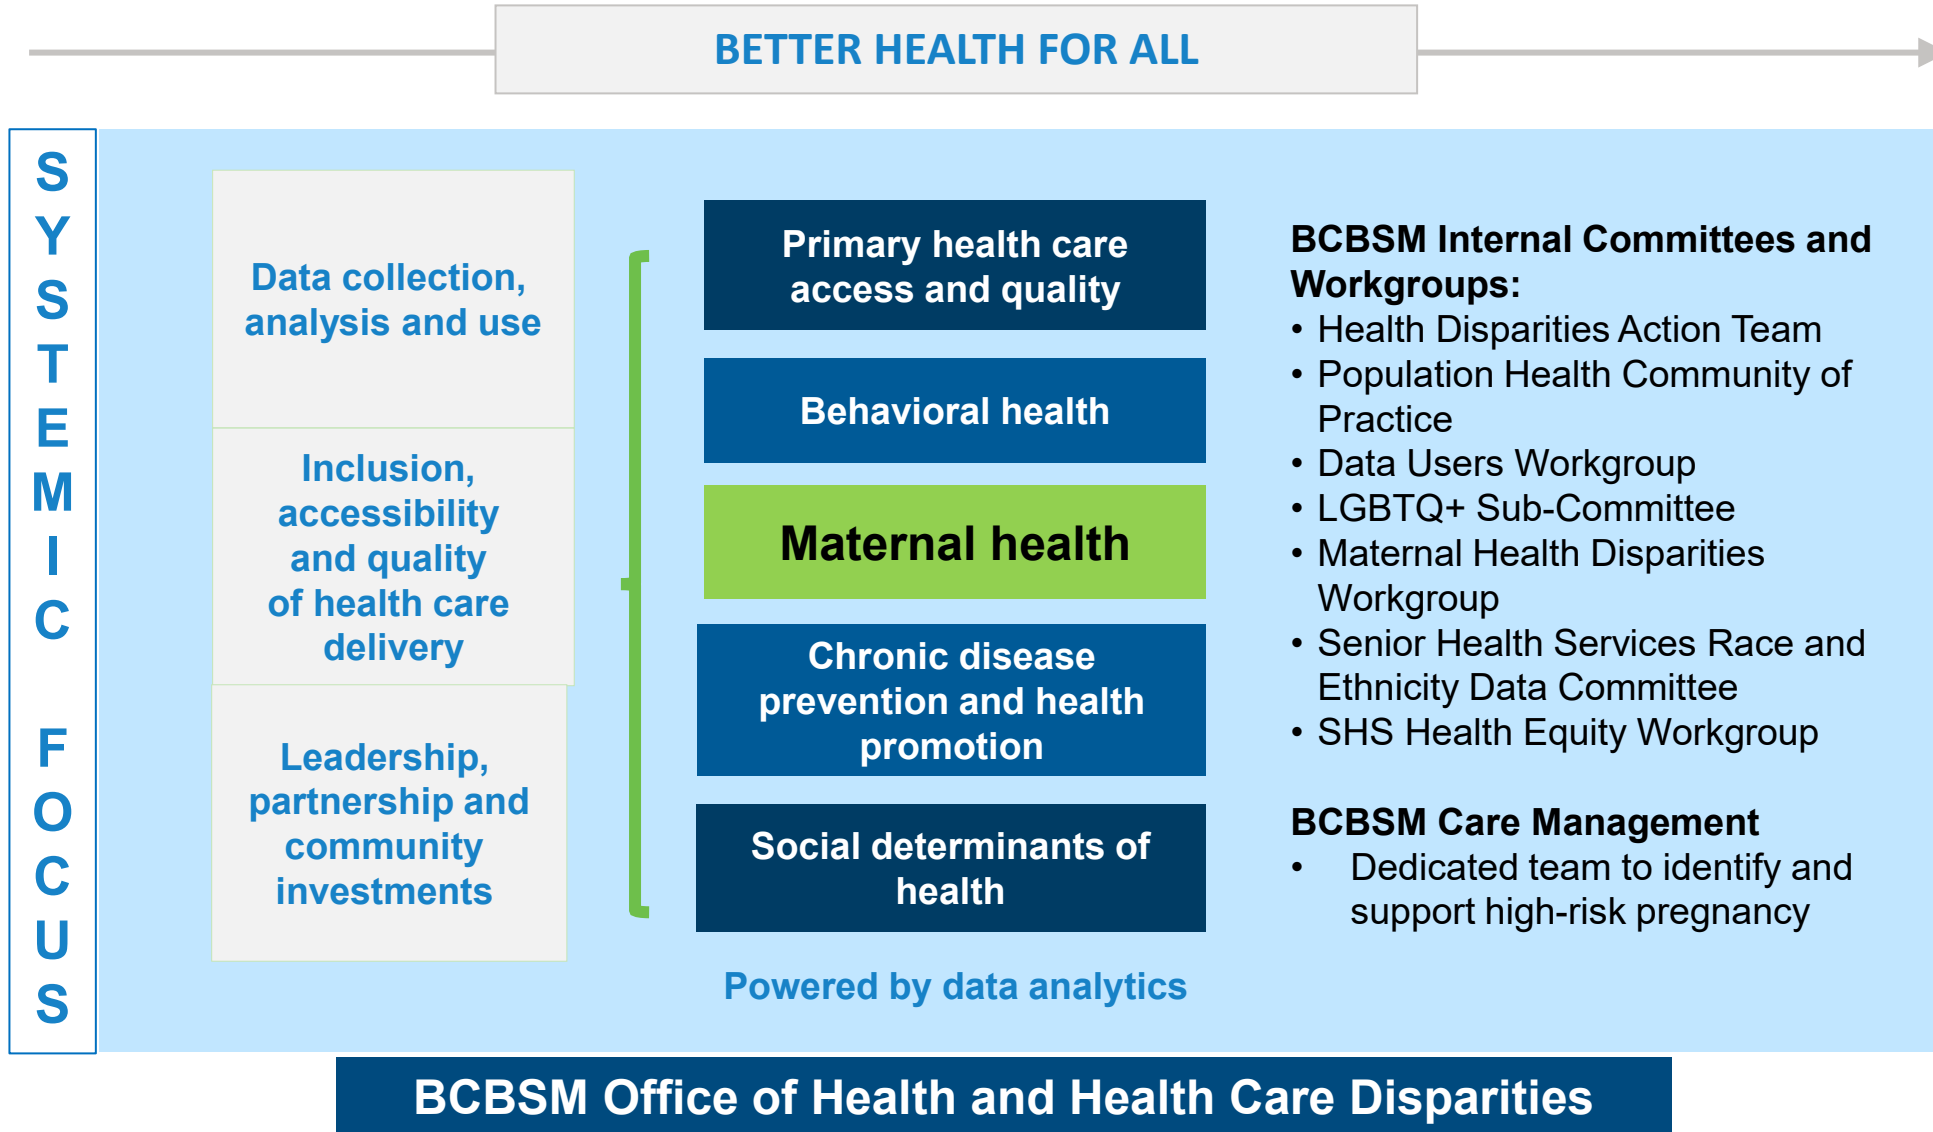 BETTER HEALTH FOR ALL
SYSTEMIC
FOCUS
Data collection,
analysis and use
Inclusion,
accessibility
and quality
of health care
delivery
Leadership,
partnership and
community
investments
Primary health care
access and quality
Behavioral health
Maternal health
Chronic disease
prevention and health
promotion
Social determinants of
health
Powered by data analytics
BCBSM Internal Committees and
Workgroups:
• Health Disparities Action Team
• Population Health Community of
Practice
• Data Users Workgroup
• LGBTQ+ Sub-Committee
• Maternal Health Disparities
Workgroup
• Senior Health Services Race and
Ethnicity Data Committee
• SHS Health Equity Workgroup
BCBSM Care Management
• Dedicated team to identify and
support high-risk pregnancy
BCBSM Office of Health and Health Care Disparities